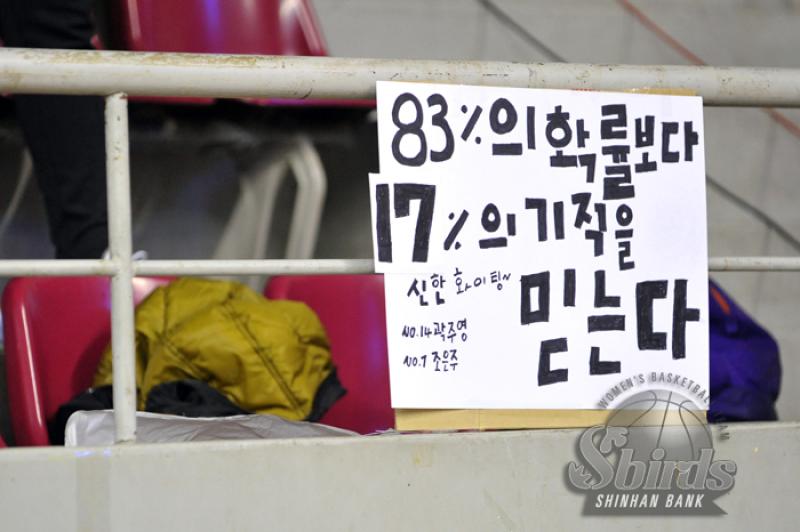 83%의 확률보다
17%의 기적을
믿는다
신한 화이팅~
NO.14 곽주영
NO.7 조은주
WOMEN'S BASKETBALL
Sbirds
SHINHAN BANK